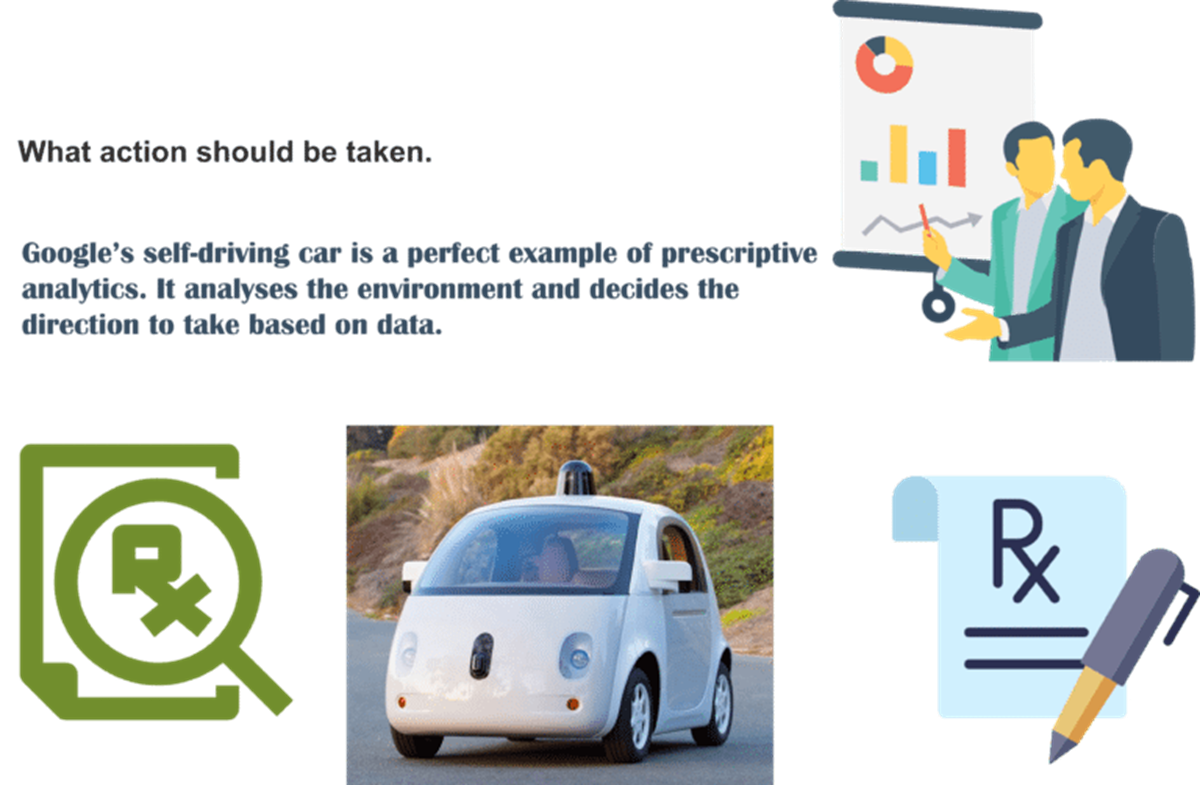 What action should be taken.
Google’s self-driving car is a perfect example of prescriptive
analytics. It analyses the environment and decides the
direction to take based on data.
Rx
Rx